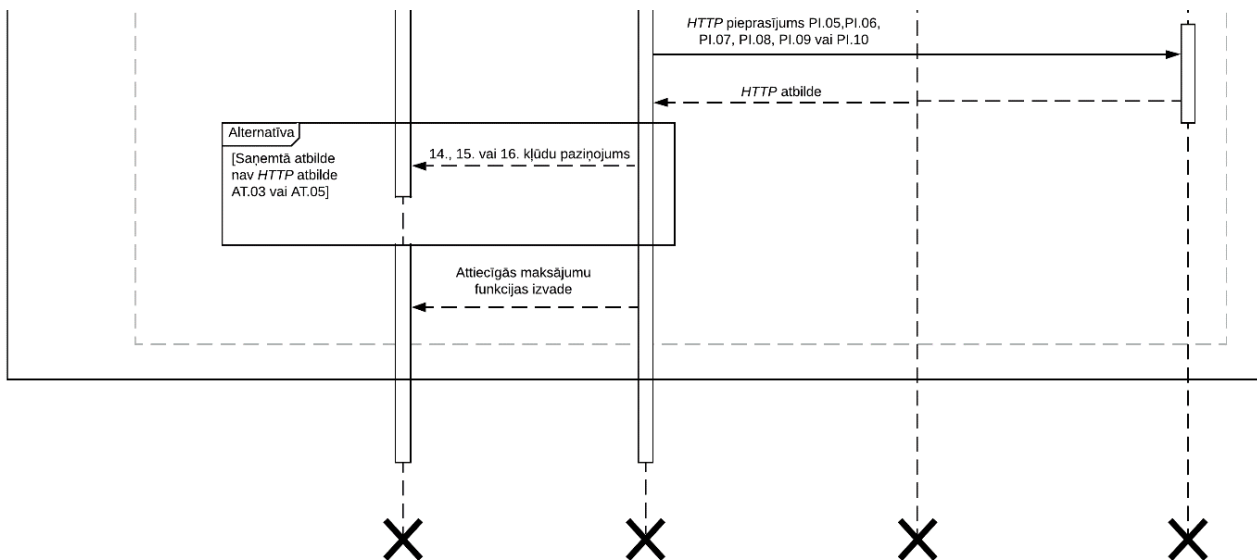 HTTP pieprasījums PI.05,PI.06,
PI.07, PI.08, PI.09 vai PI.10
HTTP atbilde
Alternatīva
[Saņemtā atbilde
nav HTTP atbilde
AT.03 vai AT.05]
14., 15. vai 16. kļūdu paziņojums
Attiecīgās maksājumu
funkcijas izvade